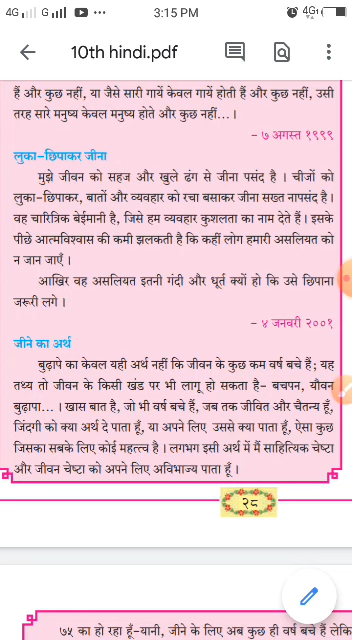 4G G 3:15 PM 4G
10th hindi.pdf
हैं और कुछ नहीं, या जैसे सारी गायें केवल गायें होती हैं और कुछ नहीं, उसी
तरह सारे मनुष्य केवल मनुष्य होते और कुछ नहीं...।
– ७ अगस्त १९९९
लुका-छिपाकर जीना
मुझे जीवन को सहज और खुले ढंग से जीना पसंद है । चीजों को
लुका-छिपाकर, बातों और व्यवहार को रचा बसाकर जीना सख्त नापसंद है।
वह चारित्रिक बेईमानी है, जिसे हम व्यवहार कुशलता का नाम देते हैं। इसके
पीछे आत्मविश्वास की कमी झलकती है कि कहीं लोग हमारी असलियत को
न जान जाएँ।
आखिर वह असलियत इतनी गंदी और धूर्त क्यों हो कि उसे छिपाना
जरूरी लगे ।
– ४ जनवरी २००१
जीने का अर्थ
बुढ़ापे का केवल यही अर्थ नहीं कि जीवन के कुछ कम वर्ष बचे हैं; यह
तथ्य तो जीवन के किसी खंड पर भी लागू हो सकता है- बचपन, यौवन
बुढ़ापा... । खास बात है, जो भी वर्ष बचे हैं, जब तक जीवित और चैतन्य हूँ,
जिंदगी को क्या अर्थ दे पाता हूँ, या अपने लिए उससे क्या पाता हूँ, ऐसा कुछ
जिसका सबके लिए कोई महत्त्व है । लगभग इसी अर्थ में मैं साहित्यिक चेष्टा
और जीवन चेष्टा को अपने लिए अविभाज्य पाता हूँ ।
२८
७५ का हो रहा हूँ-यानी, जीने के लिए अब कुछ ही वर्ष बचे हैं लेकि